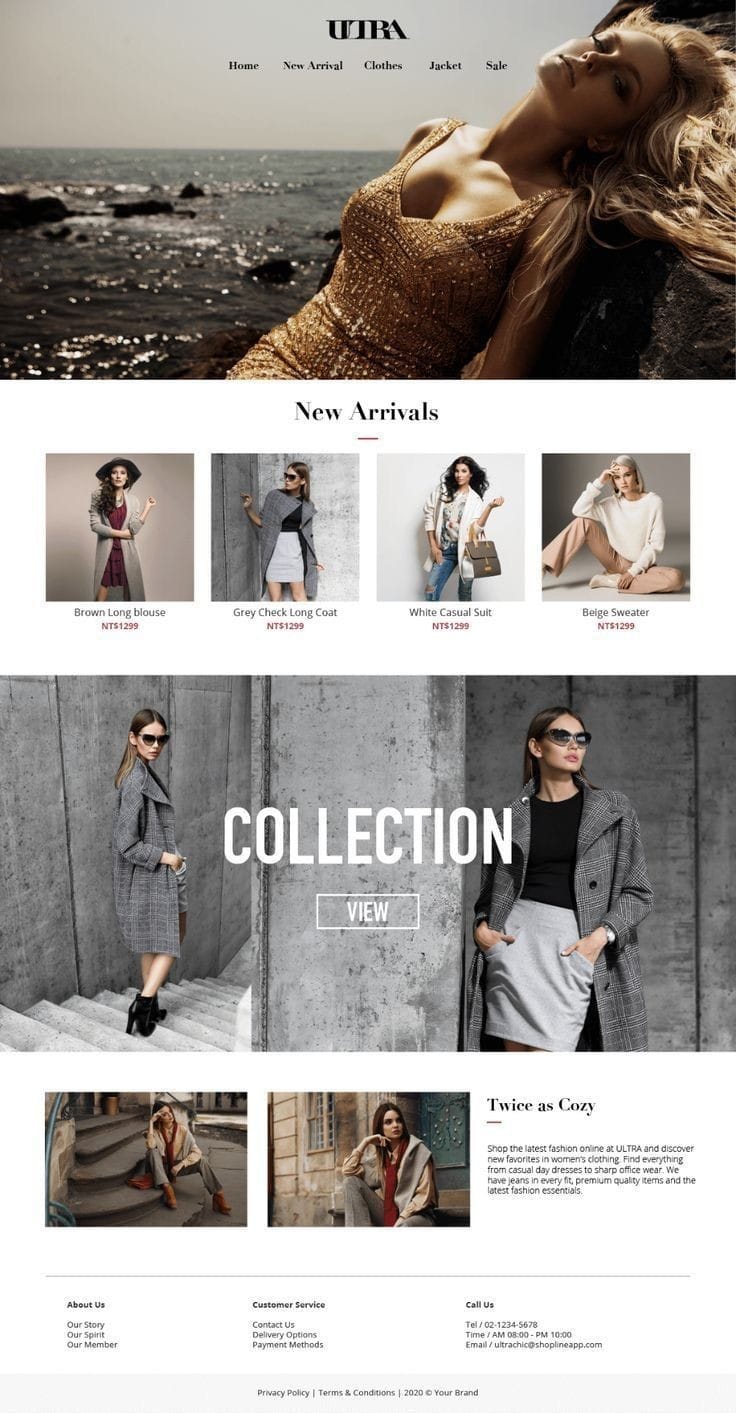 ULTRA
Home New Arrival Clothes Jacket Sale
New Arrivals
Brown Long blouse
NT$1299
Grey Check Long Coat
NT$1299
White Casual Suit
NT$1299
Beige Sweater
NT$1299
COLLECTION
VIEW
Twice as Cozy
Shop the latest fashion online at ULTRA and discover
new favorites in women's clothing. Find everything
from casual day dresses to sharp office wear. We
have jeans in every fit, premium quality items and the
latest fashion essentials.
About Us
Our Story
Our Spirit
Our Member
Customer Service
Contact Us
Delivery Options
Payment Methods
Call Us
Tel / 02-1234-5678
Time / AM 08:00 - PM 10:00
Email / ultrachic@shoplineapp.com
Privacy Policy | Terms & Conditions | 2020 © Your Brand